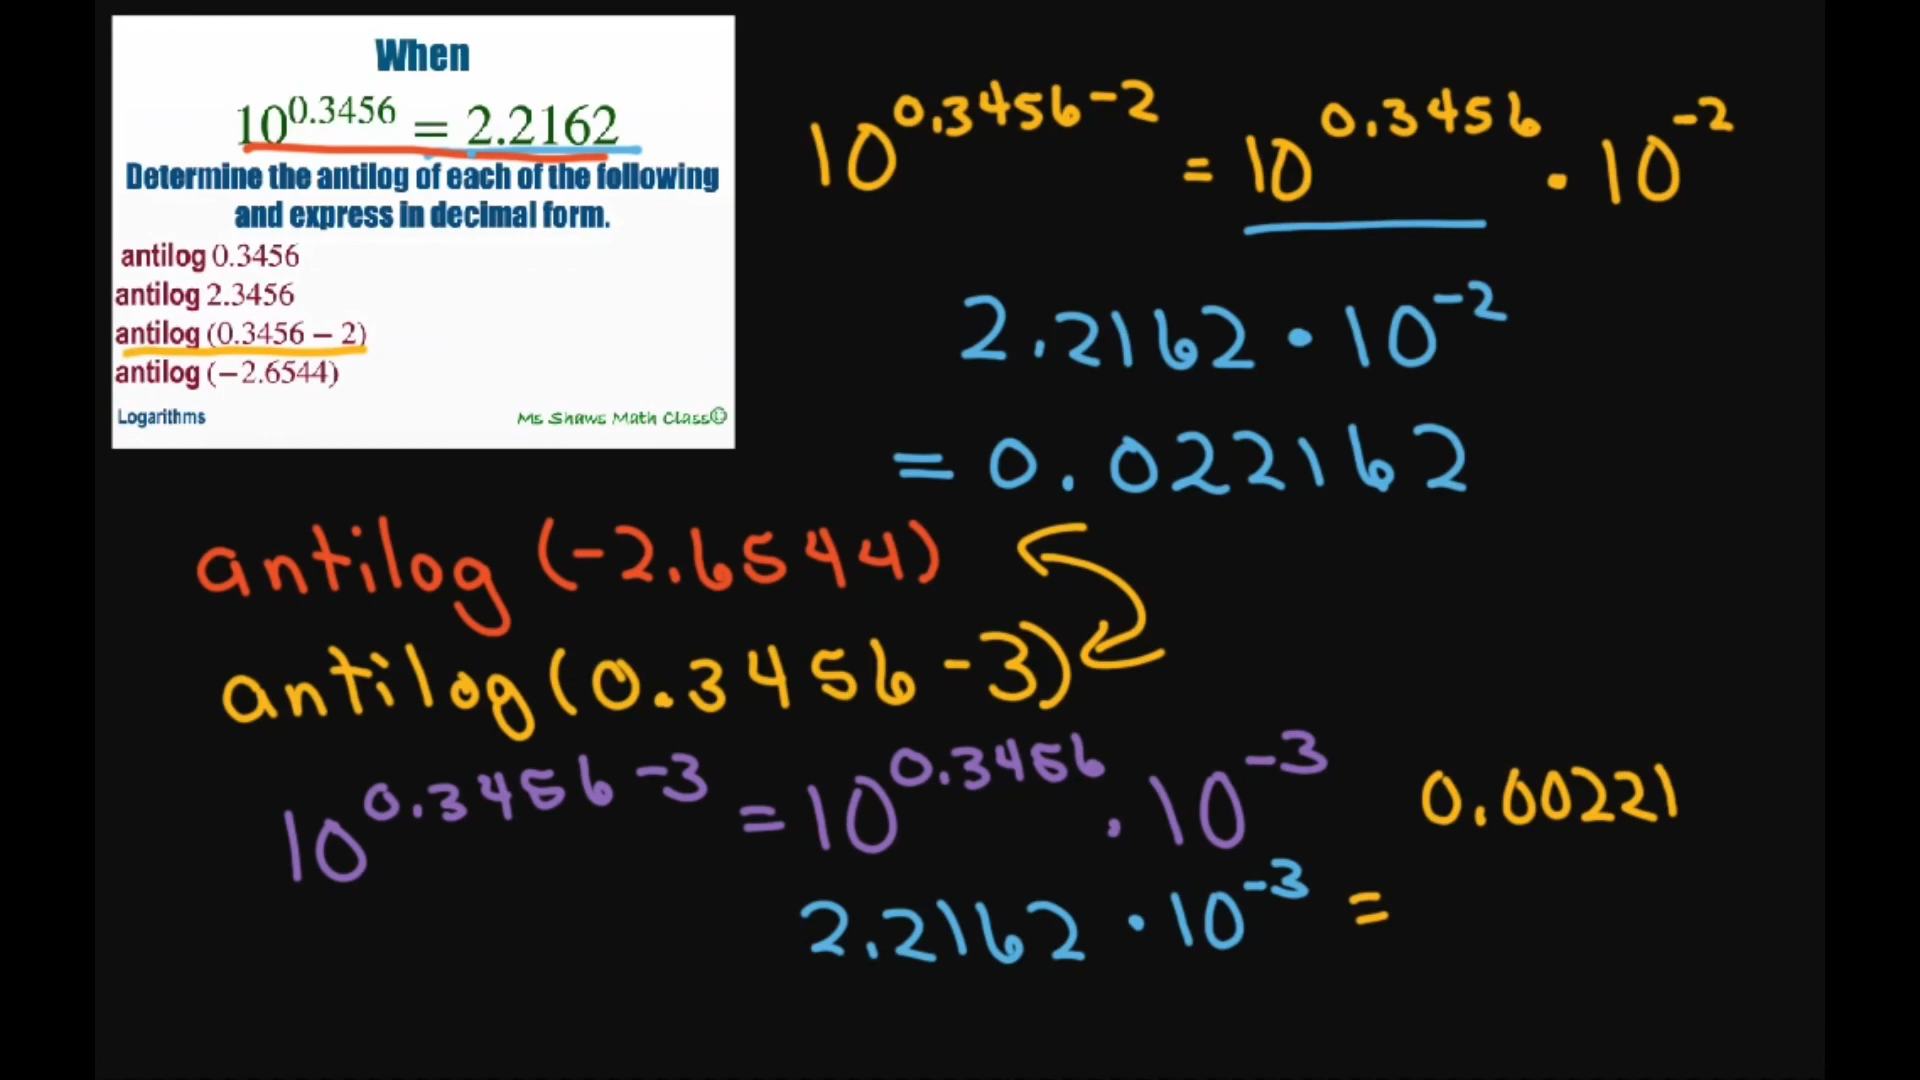 When
10^0.3456 = 2.2162
Determine the antilog of each of the following
and express in decimal form.
antilog 0.3456
antilog 2.3456
antilog (0.3456 − 2)
antilog (−2.6544)
Logarithms
Ms Shaws Math Class©
10^0.3456-2 = 10^0.3456 · 10^-2
2.2162 · 10^-2
= 0.022162
antilog (-2.6544)
antilog (0.3456-3)
10^0.3456-3 = 10^0.3456 · 10^-3
0.00221
2.2162 · 10^-3 =